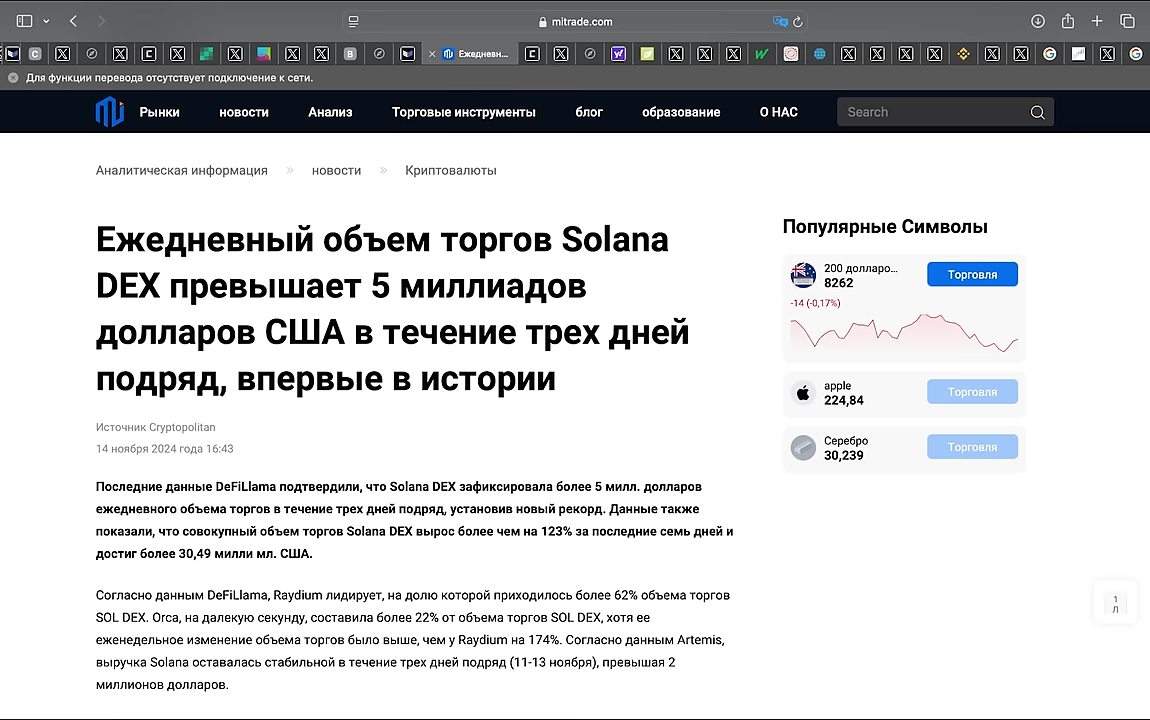 mitrade.com
Ежедневн...
Для функции перевода отсутствует подключение к сети.
Рынки новости Анализ Торговые инструменты блог образование О НАС Search
Аналитическая информация » новости » Криптовалюты
Ежедневный объем торгов Solana
DEX превышает 5 миллиадов
долларов США в течение трех дней
подряд, впервые в истории
Источник Cryptopolitan
14 ноября 2024 года 16:43
Последние данные DeFiLlama подтвердили, что Solana DEX зафиксировала более 5 милл. долларов
ежедневного объема торгов в течение трех дней подряд, установив новый рекорд. Данные также
показали, что совокупный объем торгов Solana DEX вырос более чем на 123% за последние семь дней и
достиг более 30,49 милли мл. США.
Согласно данным DeFiLlama, Raydium лидирует, на долю которой приходилось более 62% объема торгов
SOL DEX. Orca, на далекую секунду, составила более 22% от объема торгов SOL DEX, хотя ее
еженедельное изменение объема торгов было выше, чем у Raydium на 174%. Согласно данным Artemis,
выручка Solana оставалась стабильной в течение трех дней подряд (11-13 ноября), превышая 2
миллионов долларов.
Популярные Символы
200 долларо...
8262
Торговля
-14 (-0,17%)
apple
224,84
Торговля
Серебро
30,239
Торговля
1
Л